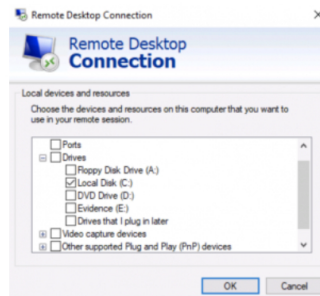 Remote Desktop Connection
Remote Desktop
Connection
Local devices and resources
Choose the devices and resources on this computer that you want to
use in your remote session.
Ports
Drives
Floppy Disk Drive (A:)
Local Disk (C:)
DVD Drive (D:)
Evidence (E:)
Drives that I plug in later
Video capture devices
Other supported Plug and Play (PnP) devices
OK Cancel